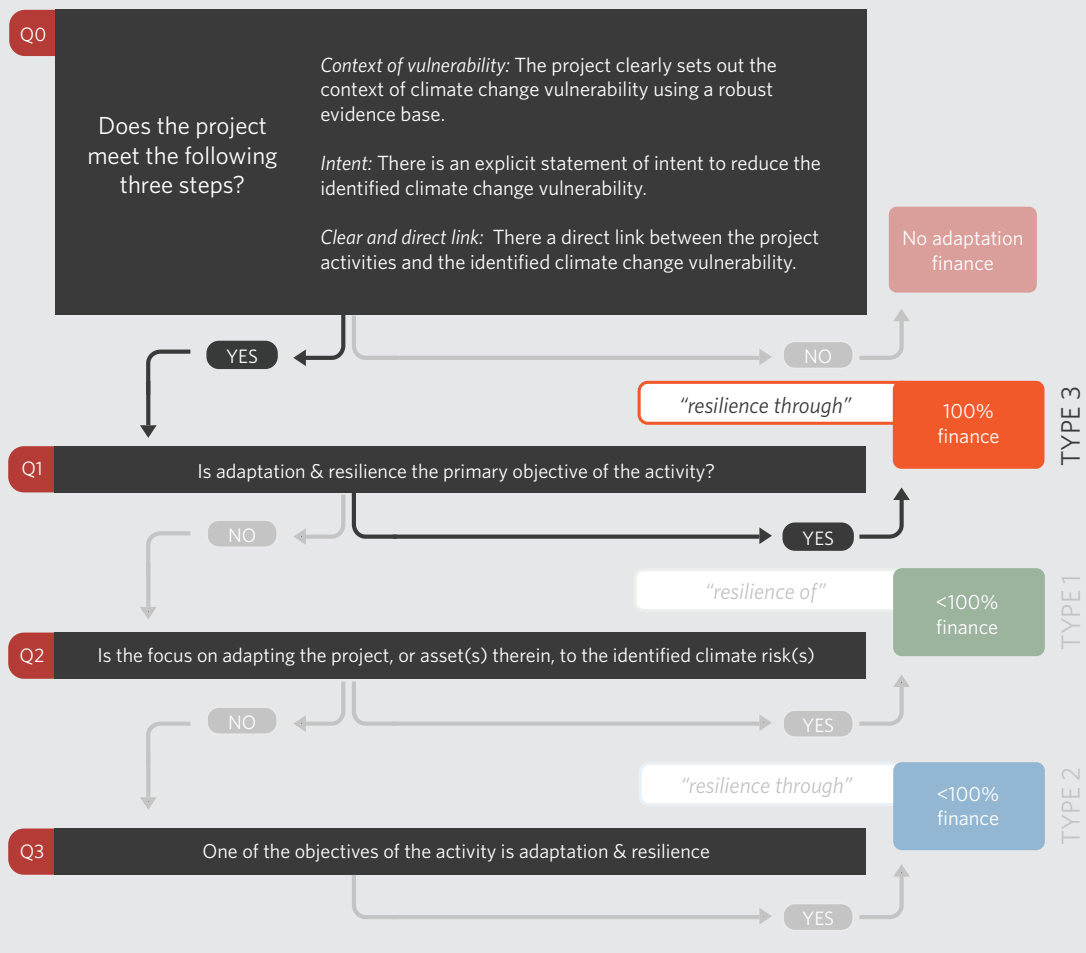 Q0
Does the project
meet the following
three steps?
Context of vulnerability: The project clearly sets out the
context of climate change vulnerability using a robust
evidence base.
Intent: There is an explicit statement of intent to reduce the
identified climate change vulnerability.
Clear and direct link: There a direct link between the project
activities and the identified climate change vulnerability.
No adaptation
finance
YES
NO
"resilience through"
100%
finance
TYPE 3
Q1
Is adaptation & resilience the primary objective of the activity?
NO
YES
"resilience of"
<100%
finance
TYPE 1
Q2
Is the focus on adapting the project, or asset(s) therein, to the identified climate risk(s)
NO
YES
"resilience through"
<100%
finance
TYPE 2
Q3
One of the objectives of the activity is adaptation & resilience
YES